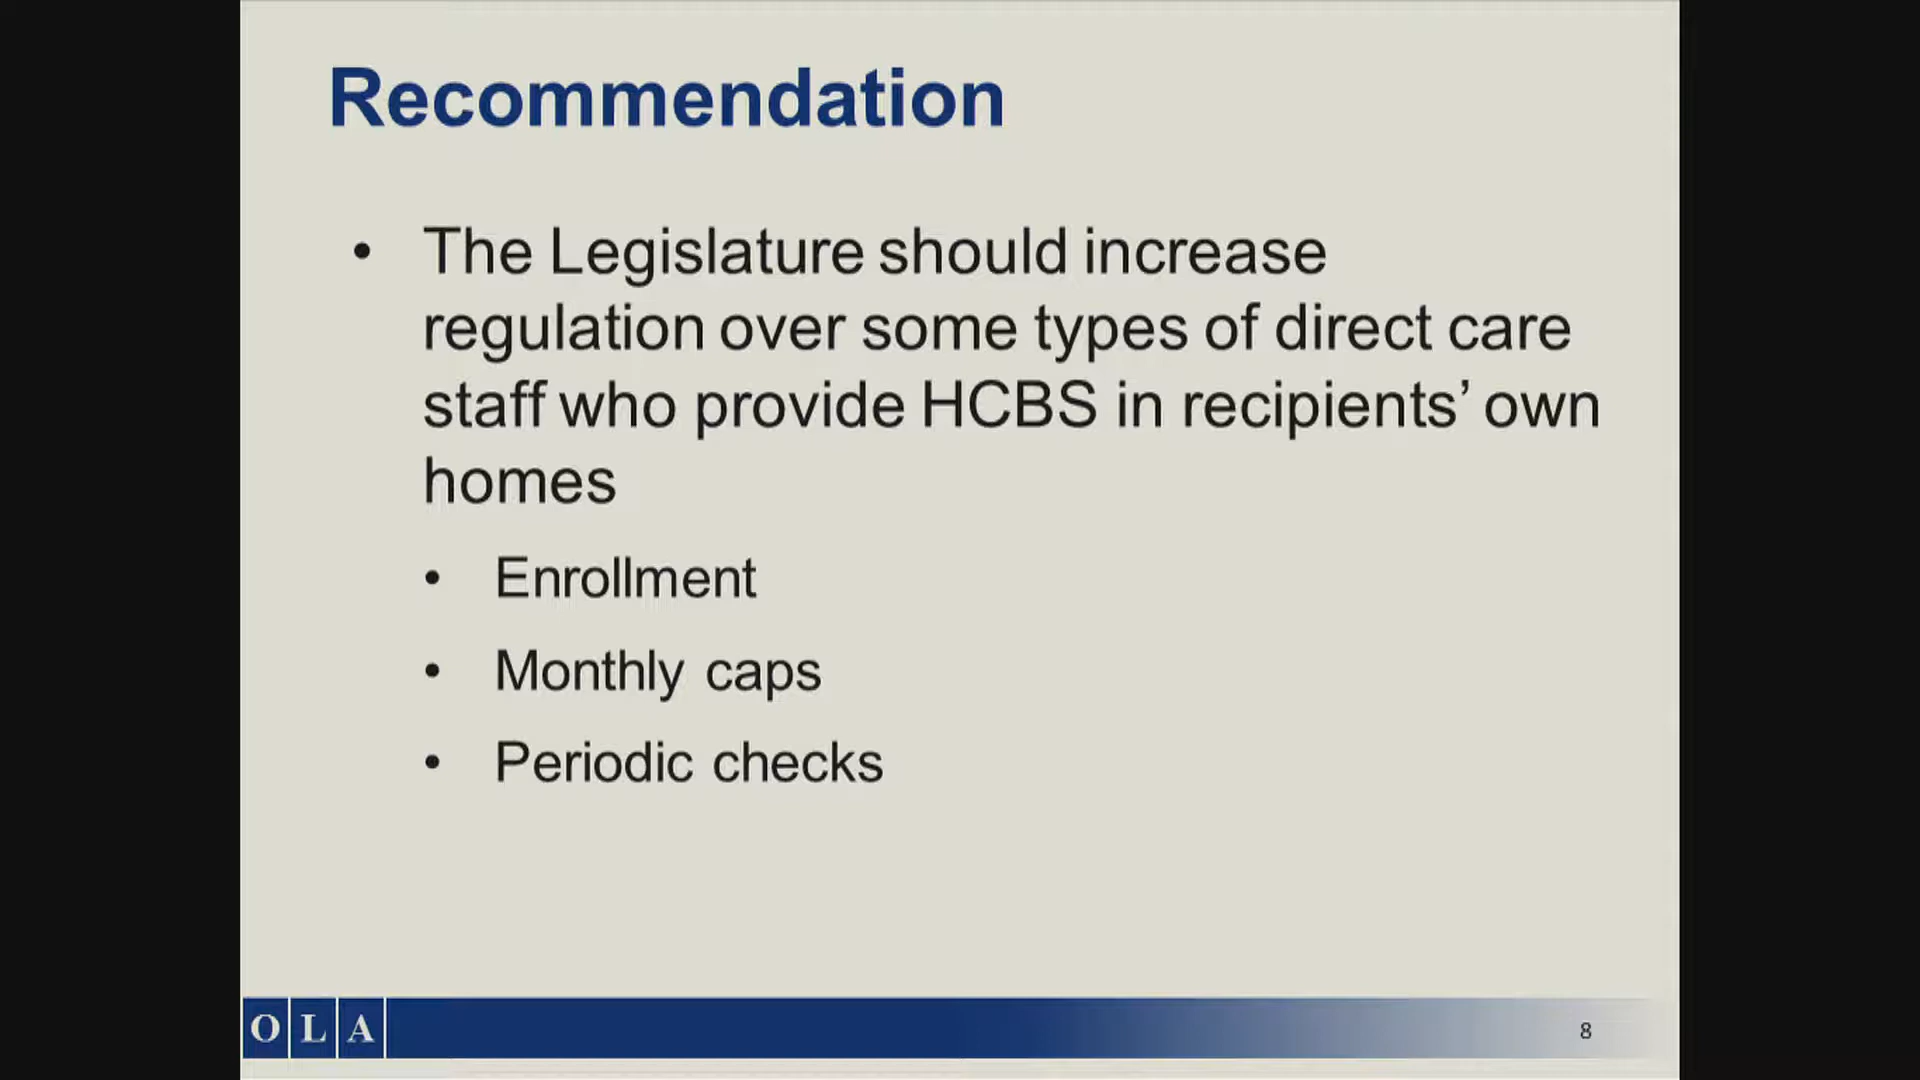 Recommendation
• The Legislature should increase
regulation over some types of direct care
staff who provide HCBS in recipients’ own
homes
• Enrollment
• Monthly caps
• Periodic checks
OLA
8